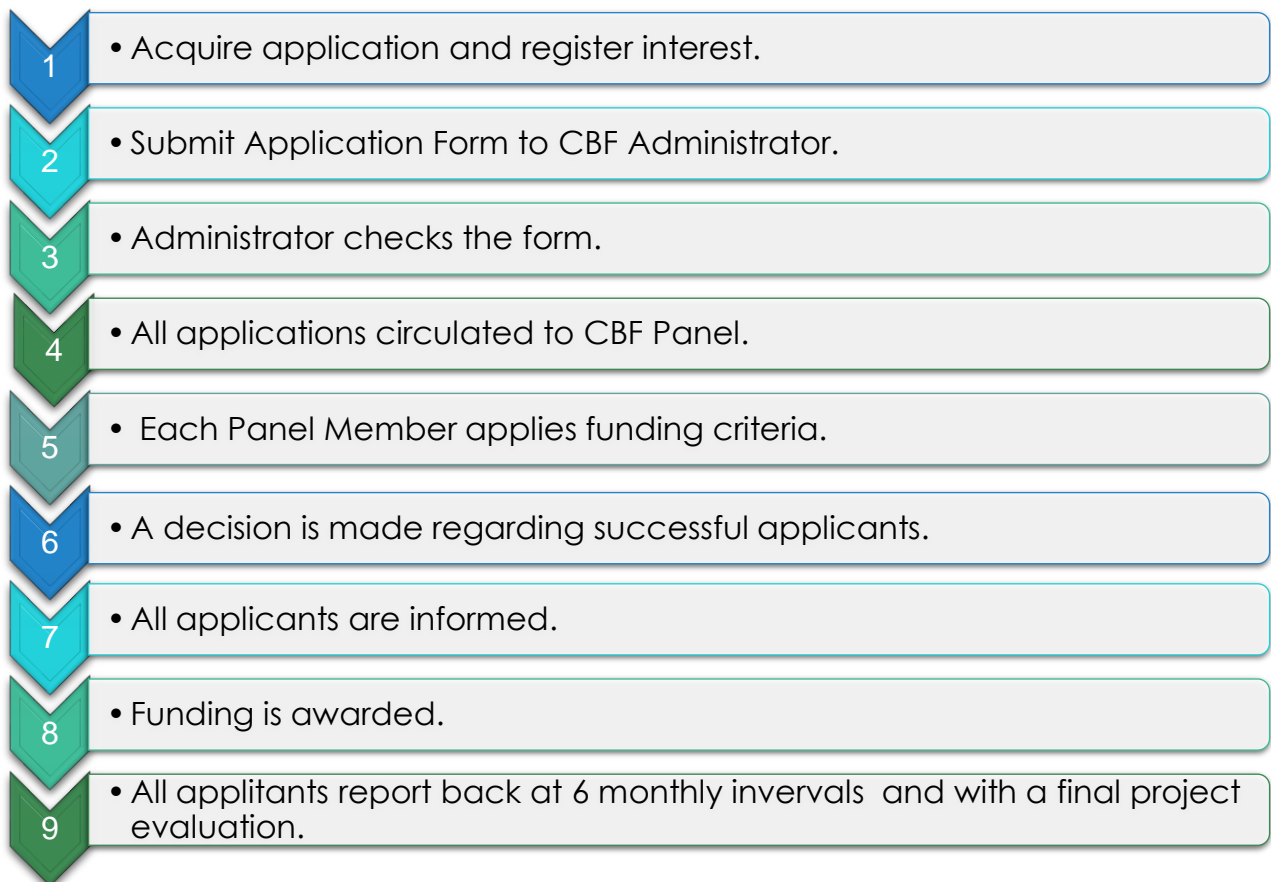 1
• Acquire application and register interest.
2
• Submit Application Form to CBF Administrator.
3
• Administrator checks the form.
4
• All applications circulated to CBF Panel.
5
• Each Panel Member applies funding criteria.
6
• A decision is made regarding successful applicants.
7
• All applicants are informed.
8
• Funding is awarded.
9
• All applitants report back at 6 monthly invervals and with a final project
evaluation.